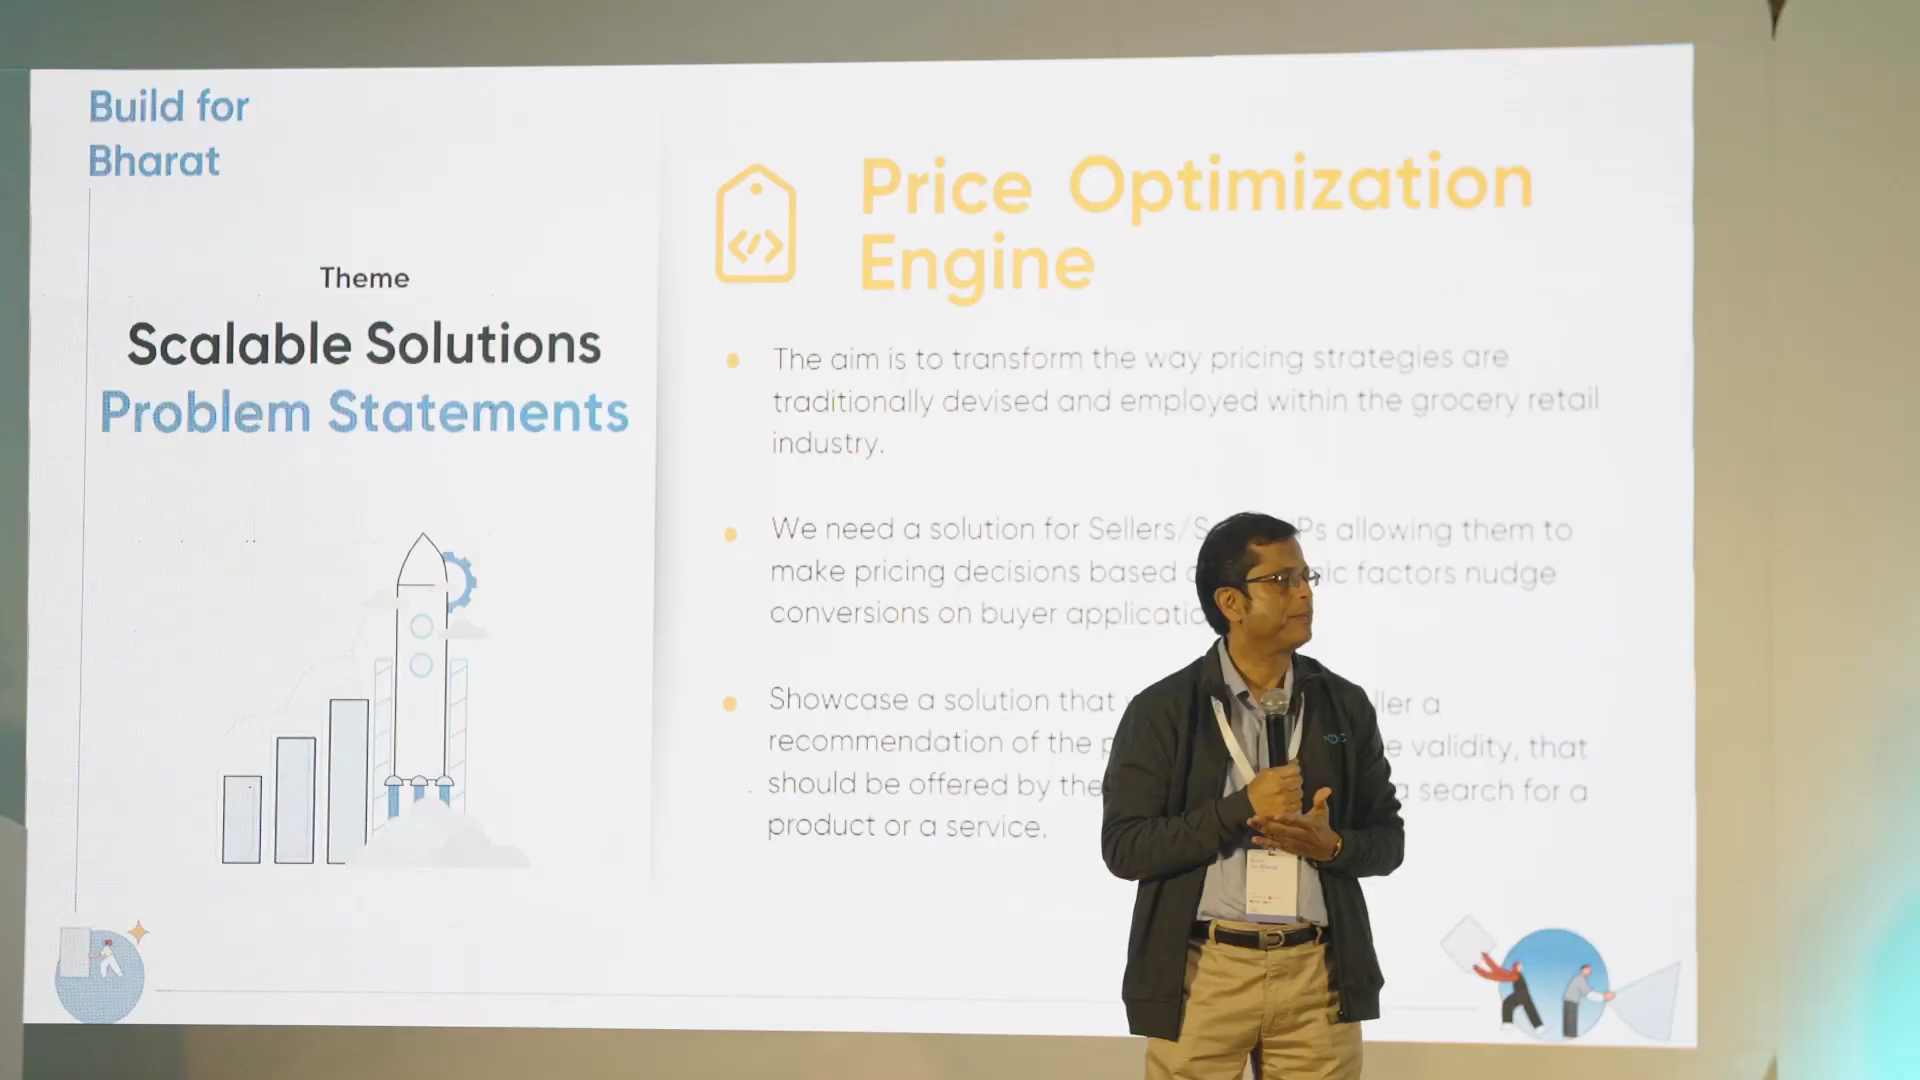 Build for
Bharat
Theme
Scalable Solutions
Problem Statements
Price Optimization
Engine
The aim is to transform the way pricing strategies are
traditionally devised and employed within the grocery retail
industry.
We need a solution for Sellers/ allowing them to
make pricing decisions based factors nudge
conversions on buyer
Showcase a solution that a
recommendation of the validity, that
should be offered by the search for a
product or a service.